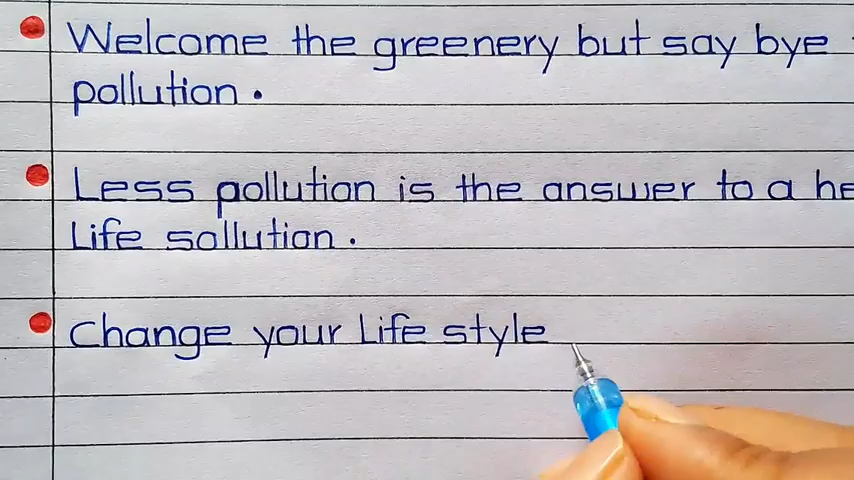 Welcome the greenery but say bye
pollution.
Less pollution is the answer to a he
Life sollution.
Change your Life style